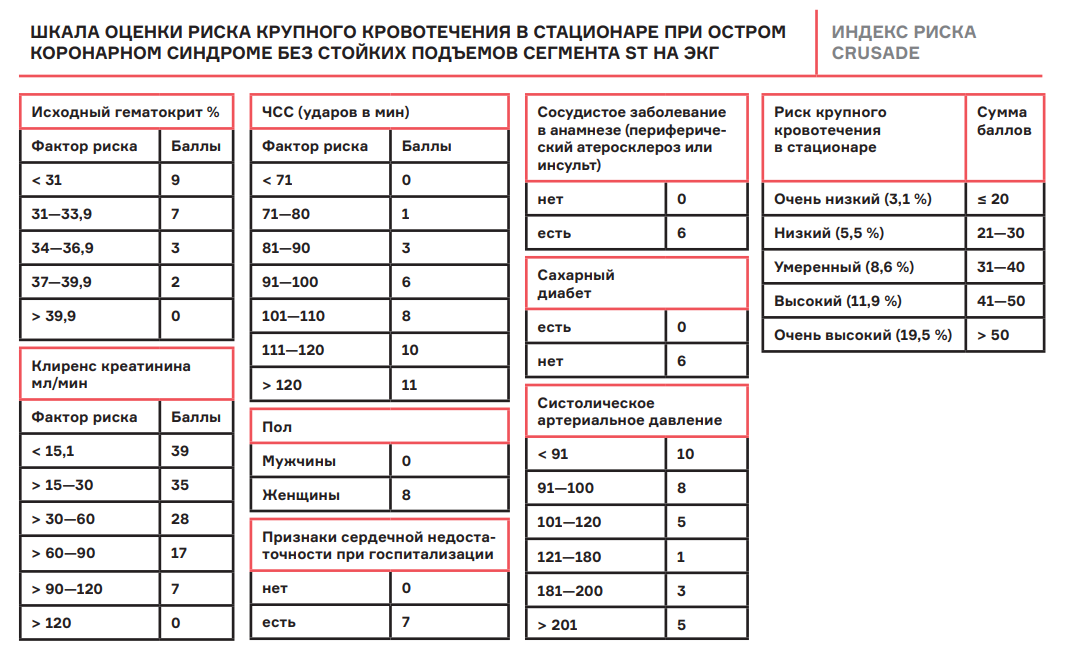 ШКАЛА ОЦЕНКИ РИСКА КРУПНОГО КРОВОТЕЧЕНИЯ В СТАЦИОНАРЕ ПРИ ОСТРОМ
КОРОНАРНОМ СИНДРОМЕ БЕЗ СТОЙКИХ ПОДЪЕМОВ СЕГМЕНТА ST НА ЭКГ
ИНДЕКС РИСКА
CRUSADE
Исходный гематокрит %
Фактор риска Баллы
< 31 9
31—33,9 7
34—36,9 3
37—39,9 2
> 39,9 0
Клиренс креатинина
мл/мин
Фактор риска Баллы
< 15,1 39
> 15—30 35
> 30—60 28
> 60—90 17
> 90—120 7
> 120 0
ЧСС (ударов в мин)
Фактор риска Баллы
< 71 0
71—80 1
81—90 3
91—100 6
101—110 8
111—120 10
> 120 11
Пол
Мужчины 0
Женщины 8
Признаки сердечной недоста-
точности при госпитализации
нет 0
есть 7
Сосудистое заболевание
в анамнезе (перифериче-
ский атеросклероз или
инсульт)
нет 0
есть 6
Сахарный
диабет
есть 0
нет 6
Систолическое
артериальное давление
< 91 10
91—100 8
101—120 5
121—180 1
181—200 3
> 201 5
Риск крупного
кровотечения
в стационаре
Сумма
баллов
Очень низкий (3,1 %) ≤ 20
Низкий (5,5 %) 21—30
Умеренный (8,6 %) 31—40
Высокий (11,9 %) 41—50
Очень высокий (19,5 %) > 50